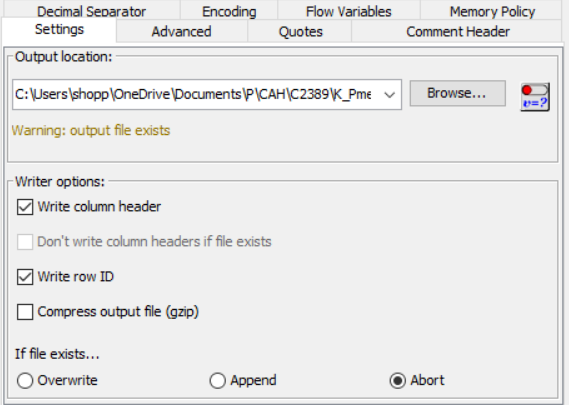 Decimal Separator Encoding Flow Variables Memory Policy
Settings Advanced Quotes Comment Header
Output location:
C:\Users\shopp\OneDrive\Documents\P\CAH\C2389\K_Pme Browse... v=?
Warning: output file exists
Writer options:
Write column header
Don't write column headers if file exists
Write row ID
Compress output file (gzip)
If file exists...
Overwrite Append Abort